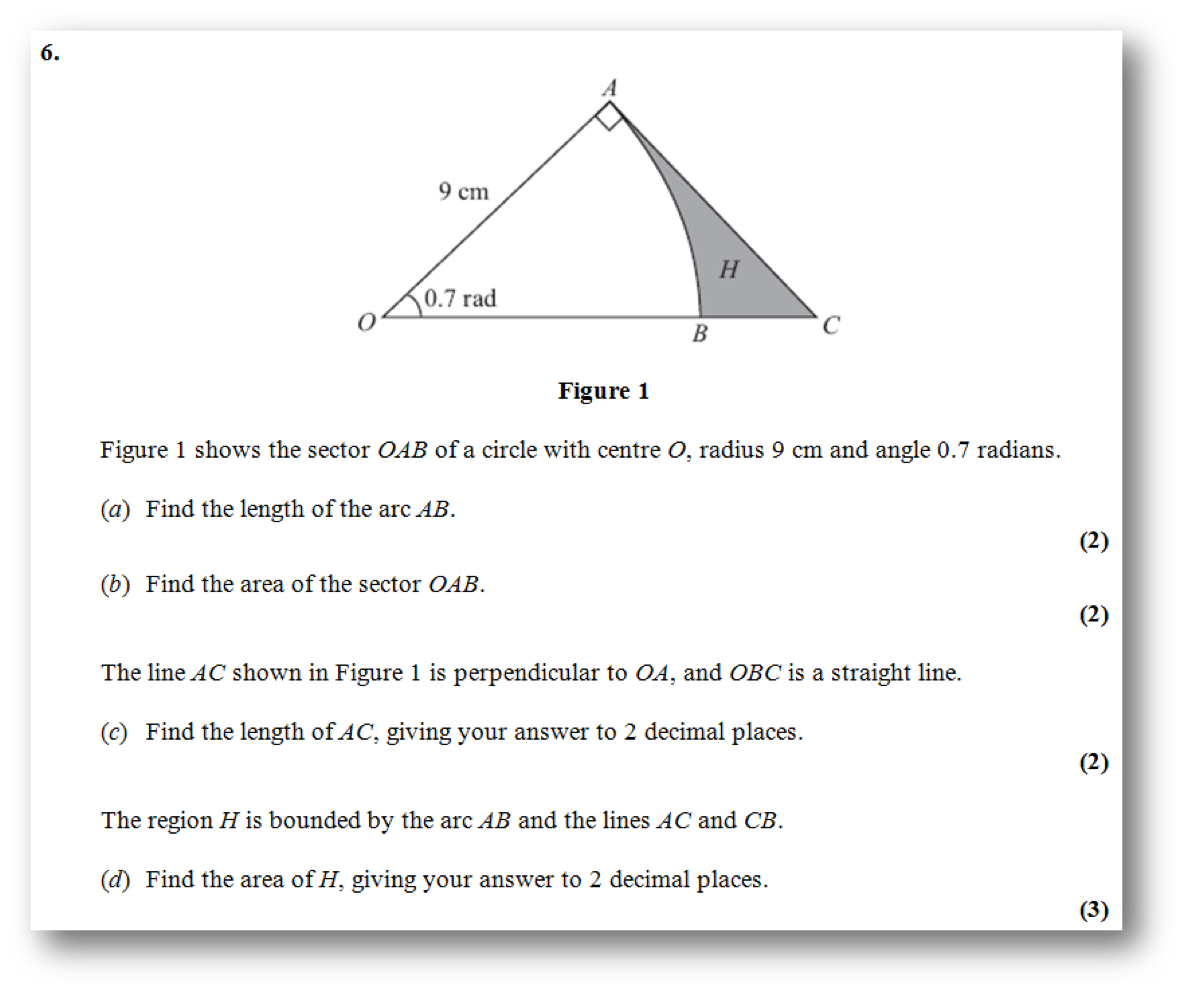 6.
A
9 cm
H
0.7 rad
O
B
C
Figure 1
Figure 1 shows the sector OAB of a circle with centre O, radius 9 cm and angle 0.7 radians.
(a) Find the length of the arc AB.
(2)
(b) Find the area of the sector OAB.
(2)
The line AC shown in Figure 1 is perpendicular to OA, and OBC is a straight line.
(c) Find the length of AC, giving your answer to 2 decimal places.
(2)
The region H is bounded by the arc AB and the lines AC and CB.
(d) Find the area of H, giving your answer to 2 decimal places.
(3)